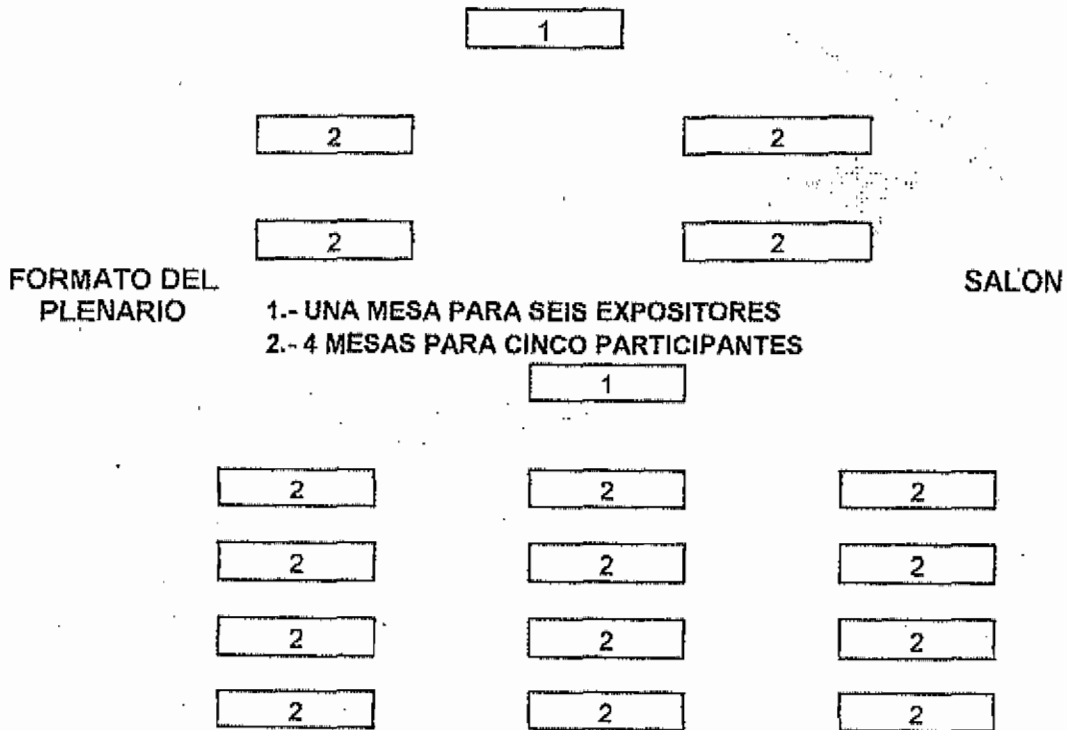 1
2 2
2 2
FORMATO DEL SALON
PLENARIO
1.- UNA MESA PARA SEIS EXPOSITORES
2.- 4 MESAS PARA CINCO PARTICIPANTES
1
2 2 2
2 2 2
2 2 2
2 2 2